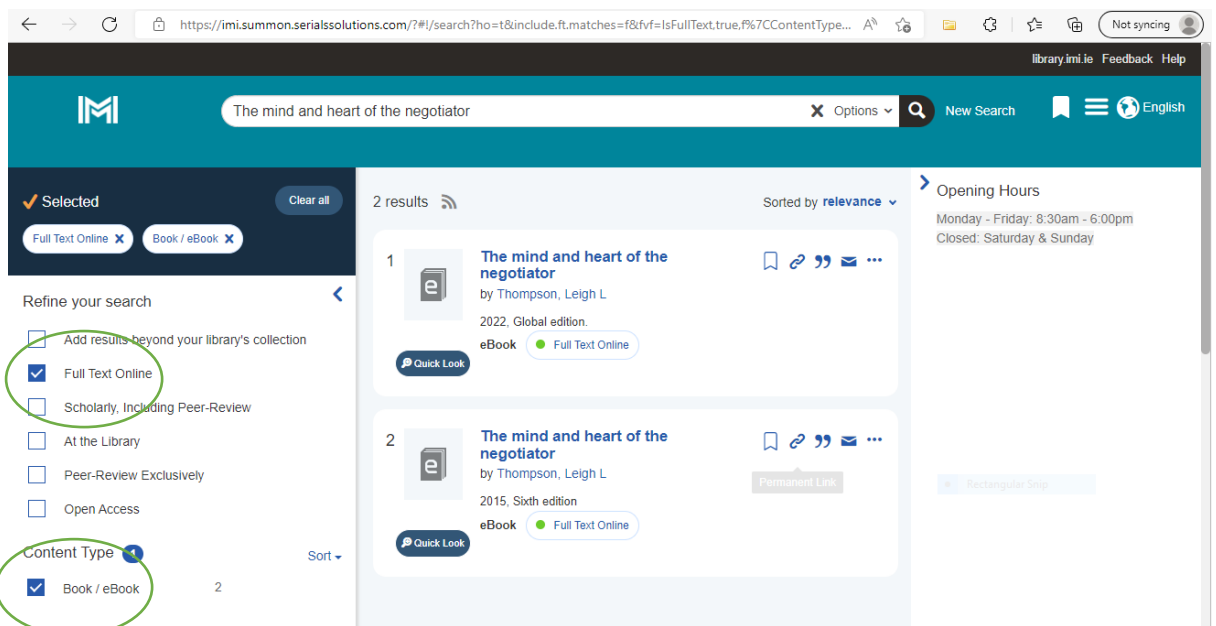 https://imi.summon.serialssolutions.com/?#!/search?ho=t&include.ft.matches=f&fvf=IsFullText,true,f%7CContentType...
Not syncing
library.imi.ie Feedback Help
IMI
The mind and heart of the negotiator
Options
New Search
English
Selected
Clear all
Full Text Online X
Book / eBook X
Refine your search
Add results beyond your library's collection
Full Text Online
Scholarly, Including Peer-Review
At the Library
Peer-Review Exclusively
Open Access
Content Type 1
Sort
Book / eBook 2
2 results
Sorted by relevance
1
The mind and heart of the
negotiator
by Thompson, Leigh L
2022, Global edition.
eBook Full Text Online
Quick Look
2
The mind and heart of the
negotiator
by Thompson, Leigh L
Permanent Link
2015, Sixth edition
eBook Full Text Online
Quick Look
Opening Hours
Monday - Friday: 8:30am - 6:00pm
Closed: Saturday & Sunday
Rectangular Snip